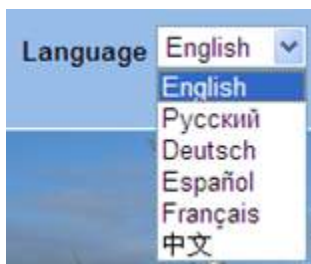 Language English
English
Русский
Deutsch
Español
Français
中文